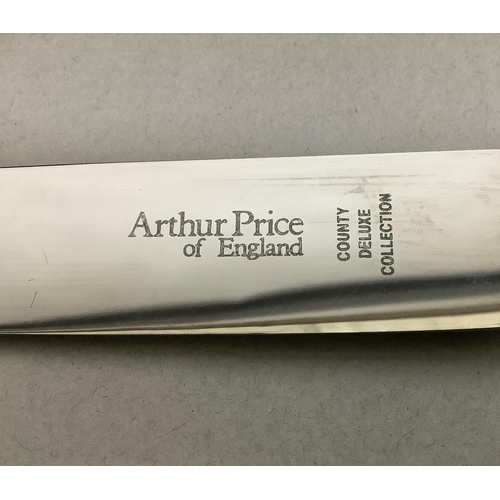 Arthur Price
of England
COUNTY
DELUXE
COLLECTION